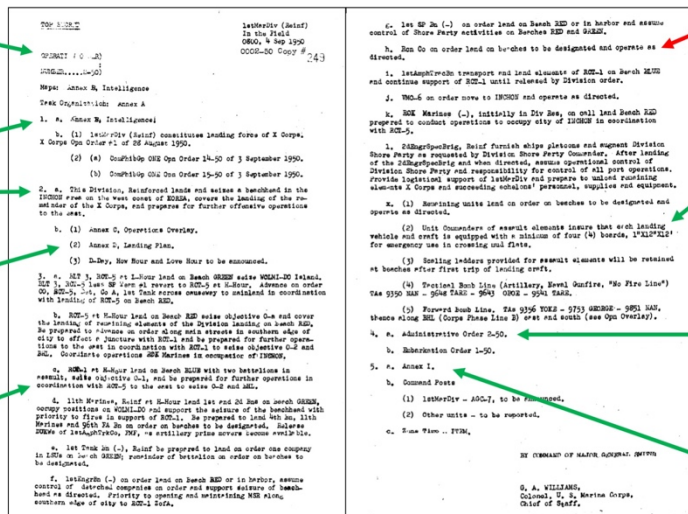 TOP SECRET
1stMarDiv (Reinf)
In the Field
0800, 4 Sep 1950
0002-50 Copy # 249
Maps: Annex B, Intelligence
Task Organization: Annex A
1. a. Annex B, Intelligence;
b. (1) 1stMarDiv (Reinf) constitutes landing force of X Corps.
X Corps Opn Order #1 of 28 August 1950.
(2) (a) ComPhibGp ONE Opn Order 14-50 of 3 September 1950.
(b) ComPhibGp ONE Opn Order 15-50 of 3 September 1950.
2. a. This Division, Reinforced lands and seizes a beachhead in the
INCHON area on the west coast of KOREA, covers the landing of the re-
mainder of the X Corps, and prepares for further offensive operations
to the east.
b. (1) Annex C, Operations Overlay.
(2) Annex D, Landing Plan.
(3) D-Day, How Hour and Love Hour to be announced.
3. a. BLT 3, RCT-5 at L-Hour land on Beach GREEN seize WOLMI-DO Island.
BLT 3, RCT-5 less SP revert to RCT-5 at H-Hour. Advance on order
CO, RCT-5, Det, Co A, 1st Tank across causeway to mainland in coordination
with landing of RCT-5 on Beach RED.
b. RCT-5 at H-Hour land on Beach RED seize objective O-a and cover
the landing of remaining elements of the Division landing on Beach RED.
Be prepared to advance on order along main streets in southern edge of
city to effect a juncture with RCT-1 and be prepared for further opera-
tions to the east in coordination with RCT-1 to seize objective O-2 and
BHL. Coordinate operations ROK Marines in occupation of INCHON.
c. RCT-1 at H-Hour land on Beach BLUE with two battalions in
assault, seize objective O-1, and be prepared for further operations in
coordination with RCT-5 to the east to seize O-2 and BHL.
d. 11th Marines, Reinf at H-Hour land 1st and 2d Bns on Beach GREEN,
occupy positions on WOLMI-DO and support the seizure of the beachhead with
priority to fires in support of RCT-1. Be prepared to land 4th Bn, 11th
Marines and 96th FA Bn on order on beaches to be designated. Release
DUKWs of 1stAmphTrkCo, FMF, as artillery prime movers become available.
e. 1st Tank Bn (-), Reinf be prepared to land on order one company
in LSUs on Beach GREEN; remainder of battalion on order on beaches to
be designated.
f. 1stEngrBn (-) on order land on Beach RED or in harbor, assume
control of detached companies on order and support seizure of beach-
head as directed. Priority to opening and maintaining MSR along
southern edge of city to RCT-1 ZofA.
g. 1st SP Bn (-) on order land on Beach RED or in harbor and assume
control of Shore Party activities on Beaches RED and GREEN.
h. Rcn Co on order land on beaches to be designated and operate as
directed.
i. 1stAmphTracBn transport and land elements of RCT-1 on Beach BLUE
and continue support of RCT-1 until released by Division order.
j. VMO-6 on order move to INCHON and operate as directed.
k. ROK Marines (-), initially in Div Res, on call land Beach RED
prepared to conduct operations to occupy city of INCHON in coordination
with RCT-5.
l. 2dEngrSpecBrig, Reinf furnish ships platoons and augment Division
Shore Party as requested by Division Shore Party Commander. After landing
of the 2dEngrSpecBrig and when directed, assume operational control of
Division Shore Party and responsibility for control of all port operations.
Provide logistical support of 1stMarDiv and prepare to unload remaining
elements X Corps and succeeding echelons' personnel, supplies and equipment.
x. (1) Remaining units land on order on beaches to be designated and
operate as directed.
(2) Unit Commanders of assault elements insure that each landing
vehicle and craft is equipped with a minimum of four (4) boards, 1"X12"X12'
for emergency use in crossing mud flats.
(3) Scaling ladders provided for assault elements will be retained
at beaches after first trip of landing craft.
(4) Tactical Bomb Line (Artillery, Naval Gunfire, "No Fire Line")
TAs 9350 NAN - 9648 TARE - 9643 OBOE - 9541 TARE.
(5) Forward Bomb Line. TAs 9356 YOKE - 9753 GEORGE - 9851 NAN,
thence along BHL (Corps Phase Line B) east and south (see Opn Overlay).
4. a. Administrative Order 2-50.
b. Embarkation Order 1-50.
5. a. Annex I.
b. Command Posts
(1) 1stMarDiv - AGC-7, to be announced.
(2) Other units - to be reported.
c. Zone Time - ITEM.
BY COMMAND OF MAJOR GENERAL SMITH
G. A. WILLIAMS,
Colonel, U. S. Marine Corps,
Chief of Staff.